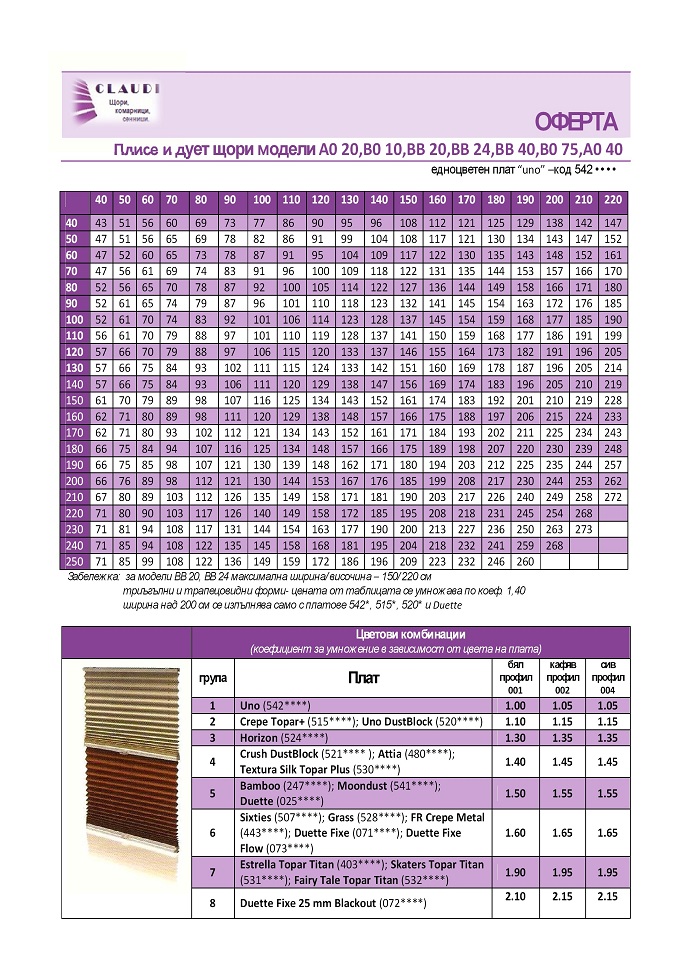 CLAUDI
Щори,
комарници,
сенници.
ОФЕРТА
Плисе и дует щори модели A0 20,B0 10,BB 20,BB 24,BB 40,B0 75,A0 40
едноцветен плат “uno” –код 542 ••••
40 50 60 70 80 90 100 110 120 130 140 150 160 170 180 190 200 210 220
40 43 51 56 60 69 73 77 86 90 95 96 108 112 121 125 129 138 142 147
50 47 51 56 65 69 78 82 86 91 99 104 108 117 121 130 134 143 147 152
60 47 52 60 65 73 78 87 91 95 104 109 117 122 130 135 143 148 152 161
70 47 56 61 69 74 83 91 96 100 109 118 122 131 135 144 153 157 166 170
80 52 56 65 70 78 87 92 100 105 114 122 127 136 144 149 158 166 171 180
90 52 61 65 74 79 87 96 101 110 118 123 132 141 145 154 163 172 176 185
100 52 61 70 74 83 92 101 106 114 123 128 137 145 154 159 168 177 185 190
110 56 61 70 79 88 97 101 110 119 128 137 141 150 159 168 177 186 191 199
120 57 66 70 79 88 97 106 115 120 133 137 146 155 164 173 182 191 196 205
130 57 66 75 84 93 102 111 115 124 133 142 151 160 169 178 187 196 205 214
140 57 66 75 84 93 106 111 120 129 138 147 156 169 174 183 196 205 210 219
150 61 70 79 89 98 107 116 125 134 143 152 161 174 183 192 201 210 219 228
160 62 71 80 89 98 111 120 129 138 148 157 166 175 188 197 206 215 224 233
170 62 71 80 93 102 112 121 134 143 152 161 171 184 193 202 211 225 234 243
180 66 75 84 94 107 116 125 134 148 157 166 175 189 198 207 220 230 239 248
190 66 75 85 98 107 121 130 139 148 162 171 180 194 203 212 225 235 244 257
200 66 76 89 98 112 121 130 144 153 167 176 185 199 208 217 230 244 253 262
210 67 80 89 103 112 126 135 149 158 171 181 190 203 217 226 240 249 258 272
220 71 80 90 103 117 126 140 149 158 172 185 195 208 218 231 245 254 268
230 71 81 94 108 117 131 144 154 163 177 190 200 213 227 236 250 263 273
240 71 85 94 108 122 135 145 158 168 181 195 204 218 232 241 259 268
250 71 85 99 108 122 136 149 159 172 186 196 209 223 232 246 260
Забележка: за модели BB 20, BB 24 максимална ширина/височина – 150/220 см
триъгълни и трапецовидни форми- цената от таблицата се умножава по коеф. 1,40
ширина над 200 см се изпълнява само с платове 542*, 515*, 520* и Duette
Цветови комбинации
(коефициент за умножение в зависимост от цвета на плата)
група Плат бял профил 001 кафяв профил 002 сив профил 004
1 Uno (542****) 1.00 1.05 1.05
2 Crepe Topar+ (515****); Uno DustBlock (520****) 1.10 1.15 1.15
3 Horizon (524****) 1.30 1.35 1.35
4 Crush DustBlock (521**** ); Attia (480****);
Textura Silk Topar Plus (530****) 1.40 1.45 1.45
5 Bamboo (247****); Moondust (541****);
Duette (025****) 1.50 1.55 1.55
6 Sixties (507****); Grass (528****); FR Crepe Metal
(443****); Duette Fixe (071****); Duette Fixe
Flow (073****) 1.60 1.65 1.65
7 Estrella Topar Titan (403****); Skaters Topar Titan
(531****); Fairy Tale Topar Titan (532****) 1.90 1.95 1.95
8 Duette Fixe 25 mm Blackout (072****) 2.10 2.15 2.15